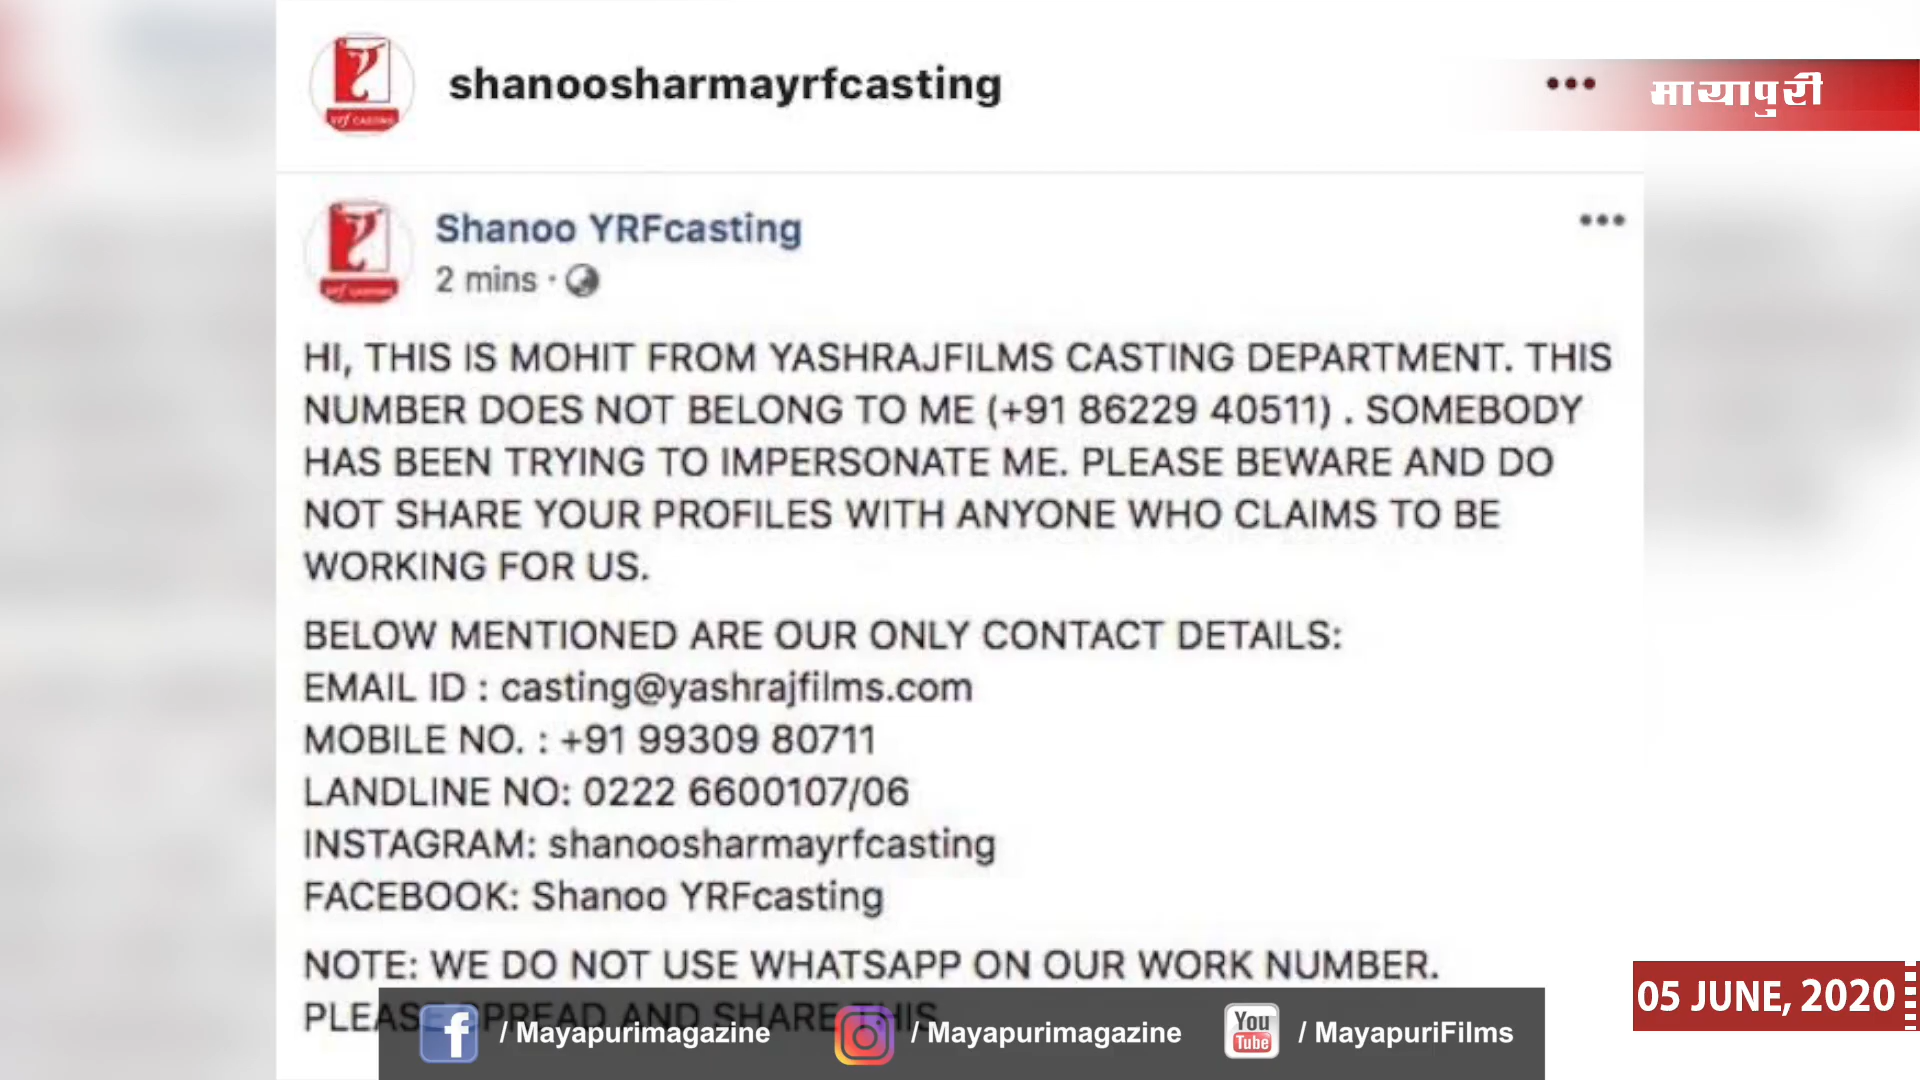 shanoosharmayrfcasting
मायापुरी
Shanoo YRFcasting
2 mins ·
HI, THIS IS MOHIT FROM YASHRAJFILMS CASTING DEPARTMENT. THIS
NUMBER DOES NOT BELONG TO ME (+91 86229 40511) . SOMEBODY
HAS BEEN TRYING TO IMPERSONATE ME. PLEASE BEWARE AND DO
NOT SHARE YOUR PROFILES WITH ANYONE WHO CLAIMS TO BE
WORKING FOR US.
BELOW MENTIONED ARE OUR ONLY CONTACT DETAILS:
EMAIL ID : casting@yashrajfilms.com
MOBILE NO. : +91 99309 80711
LANDLINE NO: 0222 6600107/06
INSTAGRAM: shanoosharmayrfcasting
FACEBOOK: Shanoo YRFcasting
NOTE: WE DO NOT USE WHATSAPP ON OUR WORK NUMBER.
PLEASE SPREAD AND SHARE THIS
/ Mayapurimagazine
/ Mayapurimagazine
You
Tube
/ MayapuriFilms
05 JUNE, 2020